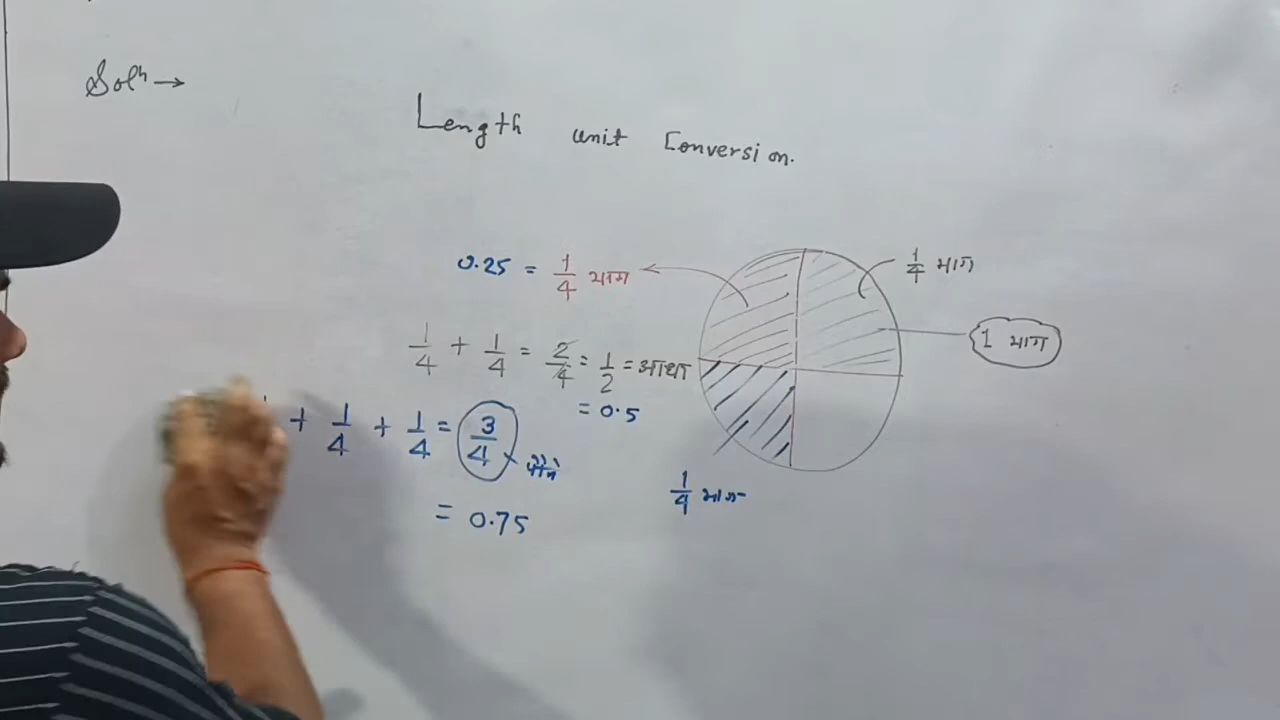 Solⁿ →
Length unit Conversion.
0.25 = 1/4 भाग
1/4 भाग
1/4 + 1/4 = 2/4 = 1/2 = आधा
1 भाग
= 0.5
+ 1/4 + 1/4 = 3/4
1/4 भाग
= 0.75